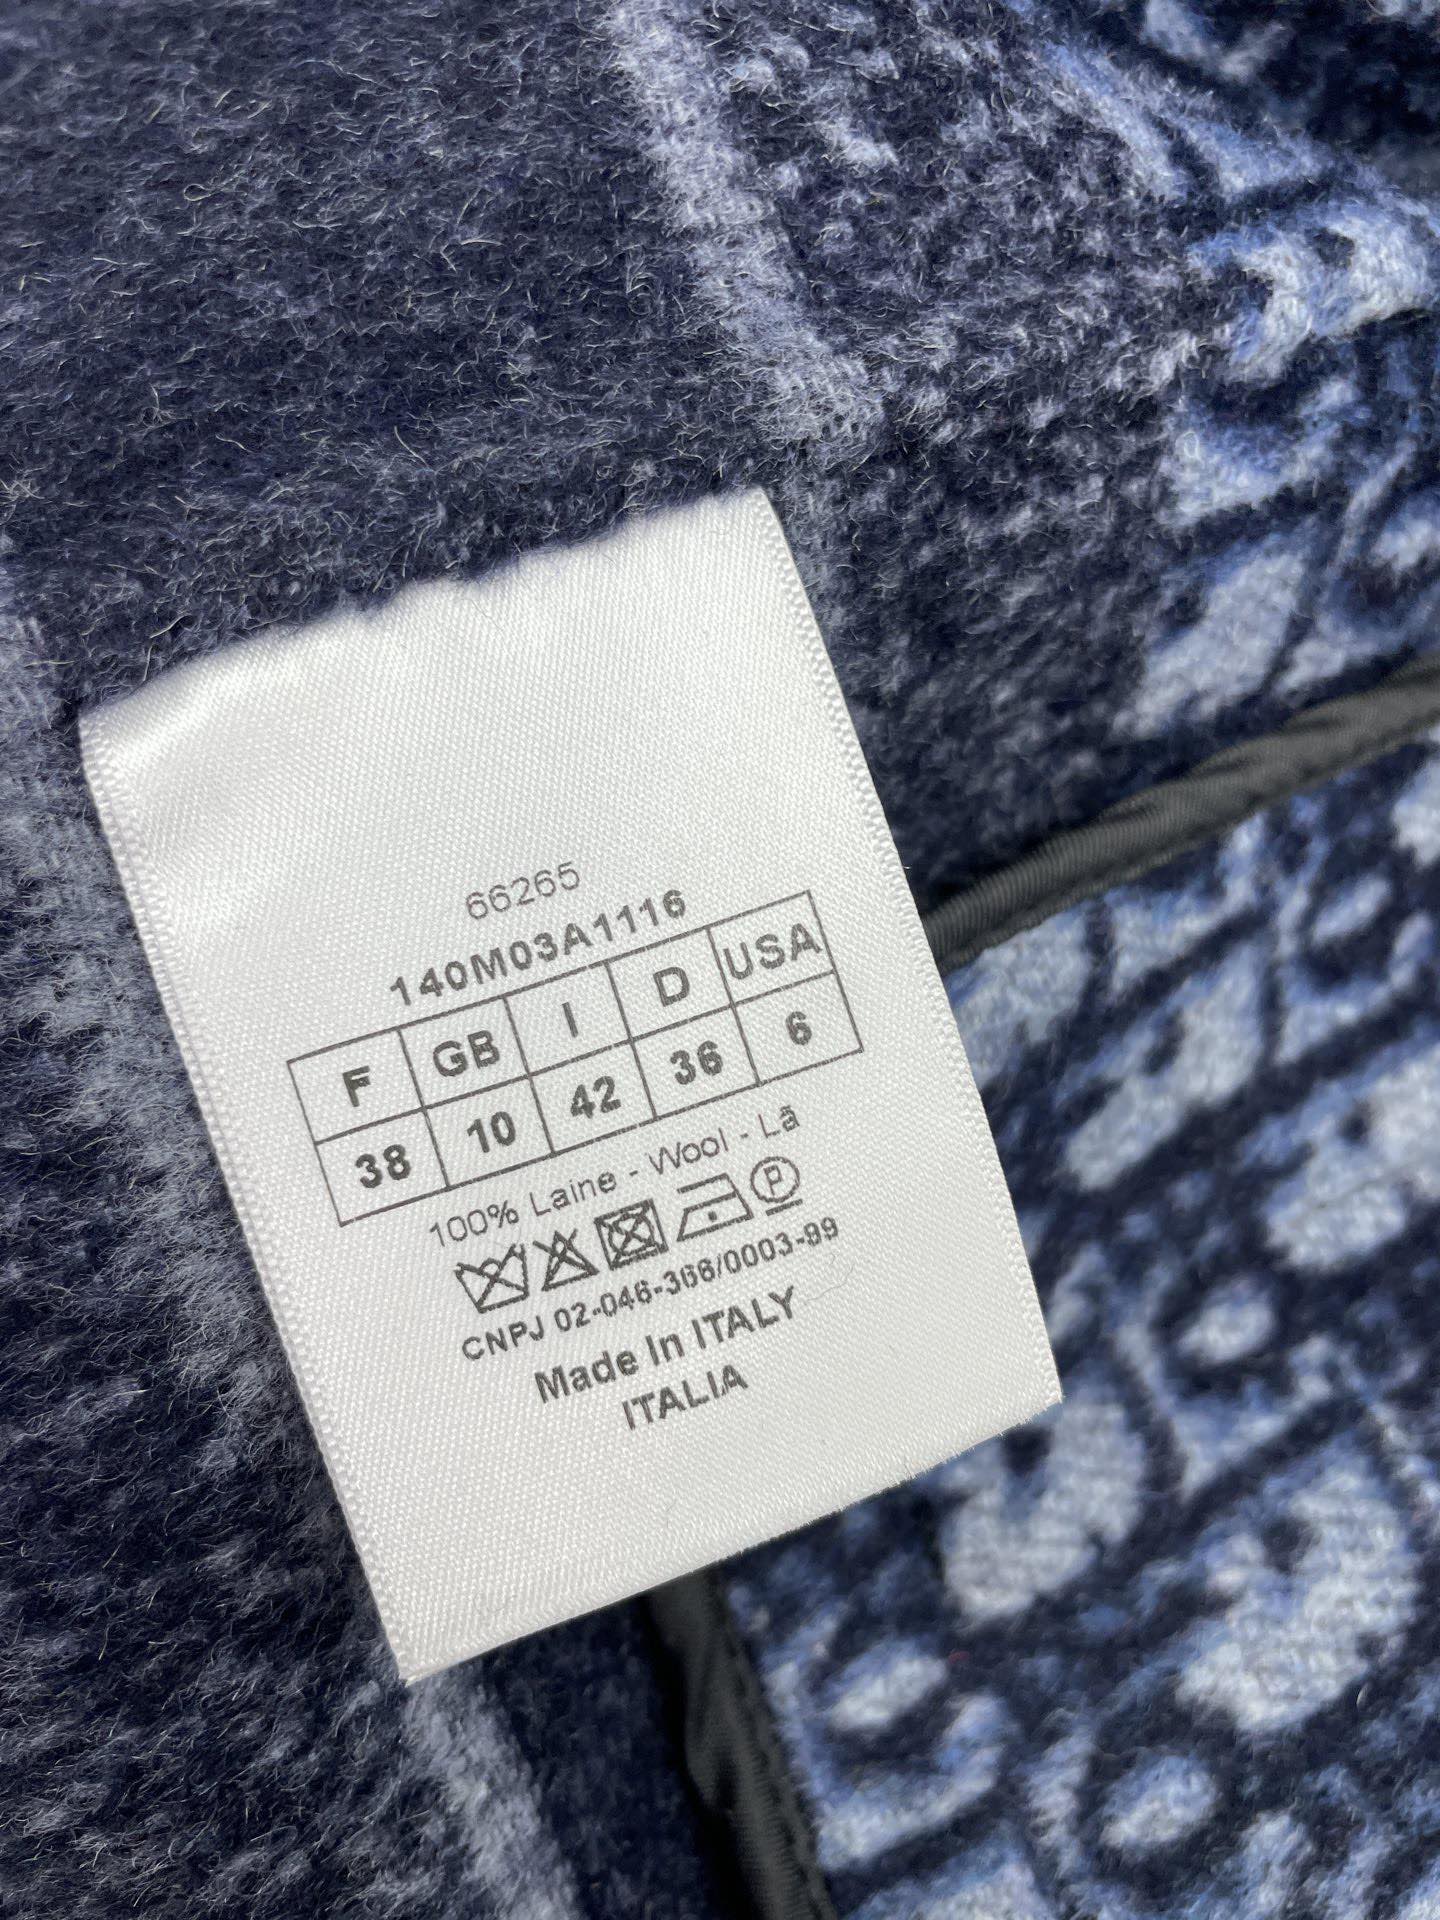 66265
140M03A1116
F GB I D USA
38 10 42 36 6
100% Laine - Wool - Lã
P
CNPJ 02-046-366/0003-99
Made In ITALY
ITALIA